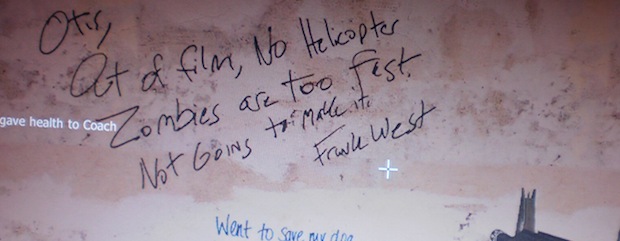 Otis,
Out of film, No Helicopter
Zombies are too fast.
gave health to Coach
Not Going to Make it.
Frank West
Went to save my dog